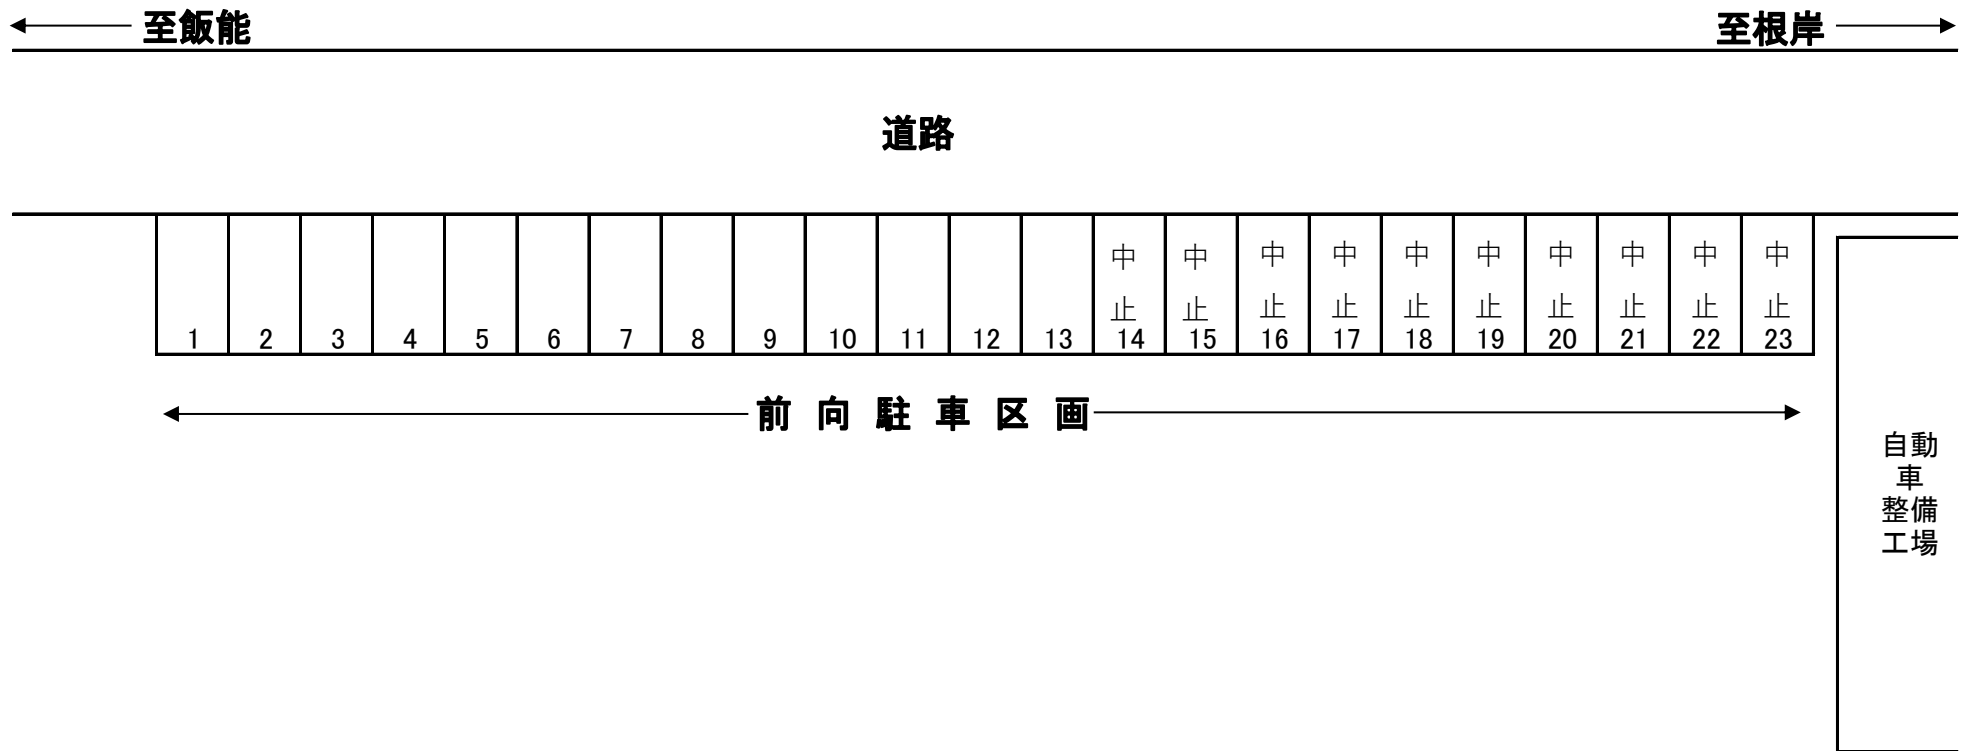 至飯能
至根岸
道路
中止 中止 中止 中止 中止 中止 中止 中止 中止 中止
1 2 3 4 5 6 7 8 9 10 11 12 13 14 15 16 17 18 19 20 21 22 23
前向駐車区画
自動
車
整備
工場